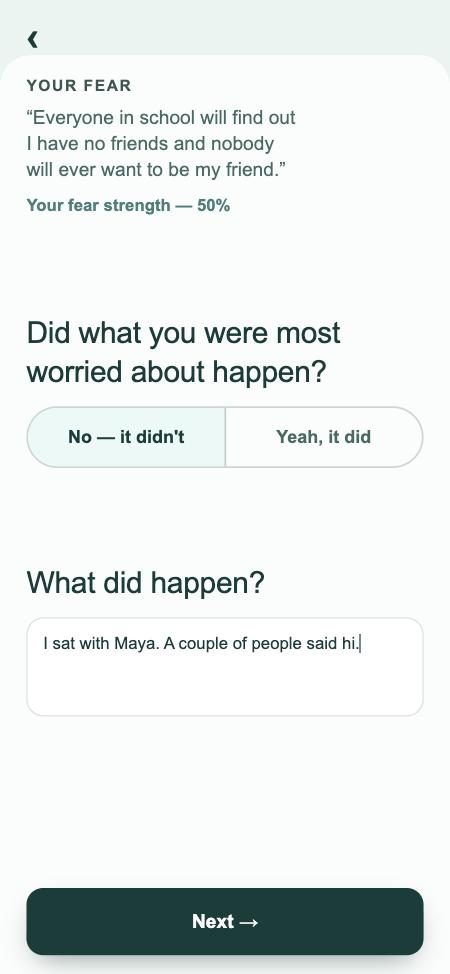 ‹
YOUR FEAR
“Everyone in school will find out
I have no friends and nobody
will ever want to be my friend.”
Your fear strength — 50%
Did what you were most
worried about happen?
No — it didn't
Yeah, it did
What did happen?
I sat with Maya. A couple of people said hi.
Next →